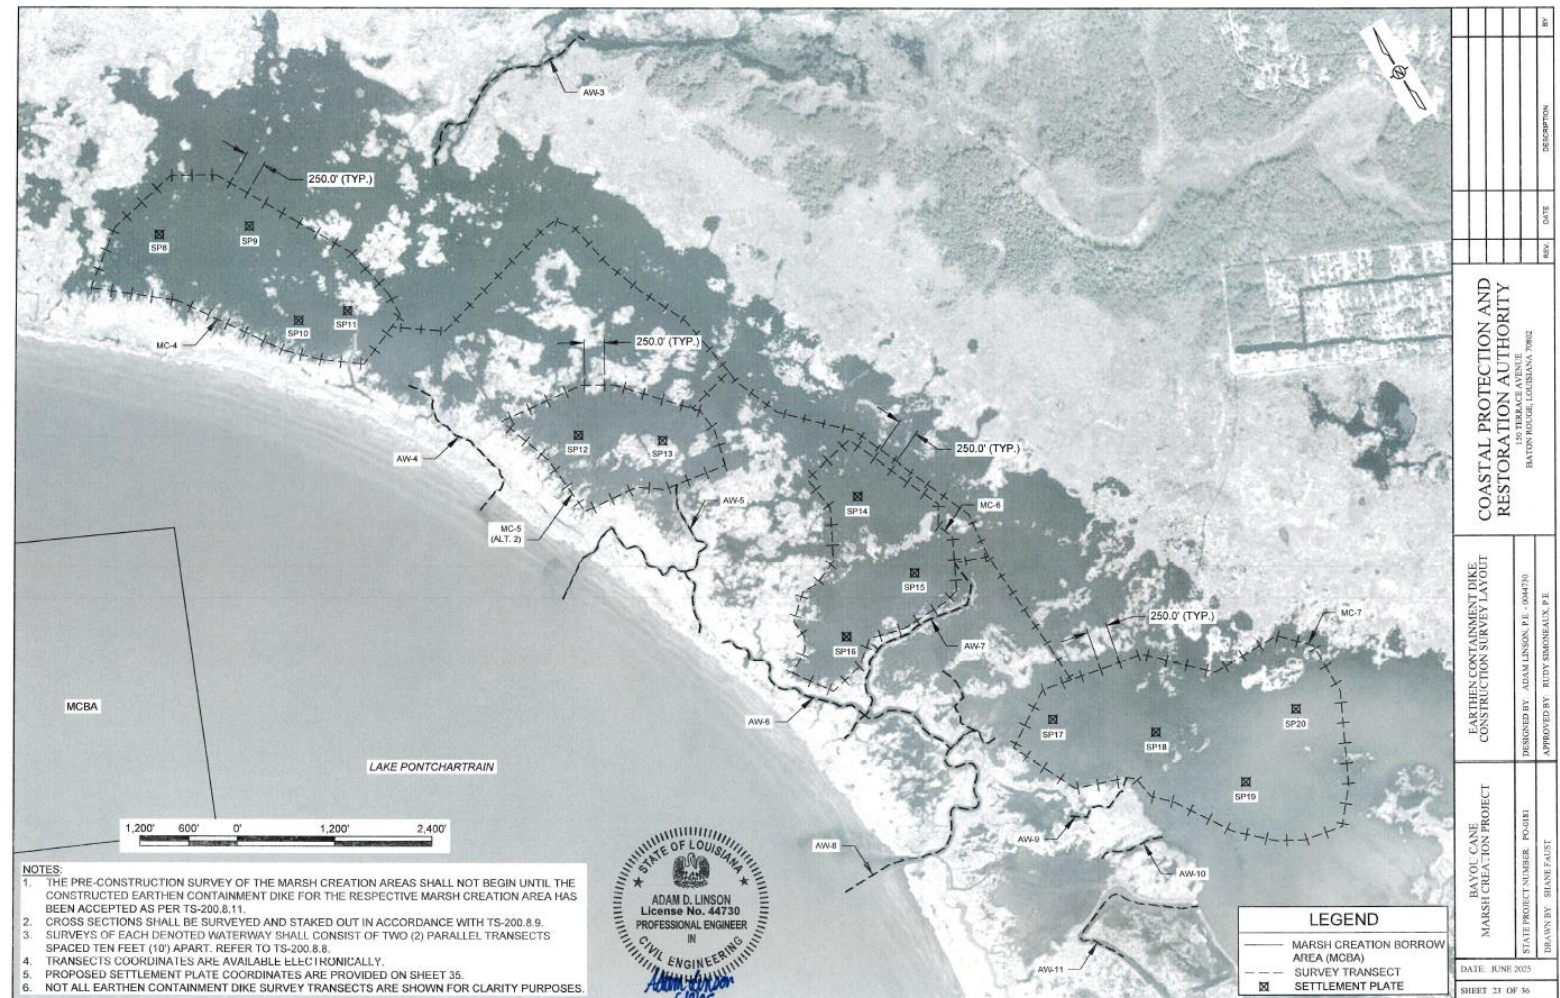 AW-3
250.0' (TYP.)
N
SP8
SP9
SP10
SP11
MC-4
250.0' (TYP.)
SP12
SP13
AW-4
AW-5
MC-5
(ALT. 2)
250.0' (TYP.)
SP14
MC-6
SP15
SP16
AW-7
250.0' (TYP.)
MC-7
SP17
SP18
SP19
SP20
AW-6
AW-8
AW-9
AW-10
AW-11
MCBA
LAKE PONTCHARTRAIN
1,200' 600' 0' 1,200' 2,400'
NOTES:
1. THE PRE-CONSTRUCTION SURVEY OF THE MARSH CREATION AREAS SHALL NOT BEGIN UNTIL THE
CONSTRUCTED EARTHEN CONTAINMENT DIKE FOR THE RESPECTIVE MARSH CREATION AREA HAS
BEEN ACCEPTED AS PER TS-200.8.11.
2. CROSS SECTIONS SHALL BE SURVEYED AND STAKED OUT IN ACCORDANCE WITH TS-200.8.9.
3. SURVEYS OF EACH DENOTED WATERWAY SHALL CONSIST OF TWO (2) PARALLEL TRANSECTS
SPACED TEN FEET (10') APART. REFER TO TS-200.8.8.
4. TRANSECTS COORDINATES ARE AVAILABLE ELECTRONICALLY.
5. PROPOSED SETTLEMENT PLATE COORDINATES ARE PROVIDED ON SHEET 35.
6. NOT ALL EARTHEN CONTAINMENT DIKE SURVEY TRANSECTS ARE SHOWN FOR CLARITY PURPOSES.
STATE OF LOUISIANA
ADAM D. LINSON
License No. 44730
PROFESSIONAL ENGINEER
IN
CIVIL ENGINEERING
Adam Linson
LEGEND
MARSH CREATION BORROW
AREA (MCBA)
SURVEY TRANSECT
SETTLEMENT PLATE
BY
DESCRIPTION
DATE
REV.
COASTAL PROTECTION AND
RESTORATION AUTHORITY
150 TERRACE AVENUE
BATON ROUGE, LOUISIANA 70802
EARTHEN CONTAINMENT DIKE
CONSTRUCTION SURVEY LAYOUT
DESIGNED BY: ADAM LINSON, P.E. - 0044730
APPROVED BY: RUDY SIMONEAUX, P.E.
BAYOU CANE
MARSH CREATION PROJECT
STATE PROJECT NUMBER: PO-0181
DRAWN BY: SHANE FAUST
DATE: JUNE 2025
SHEET 23 OF 36